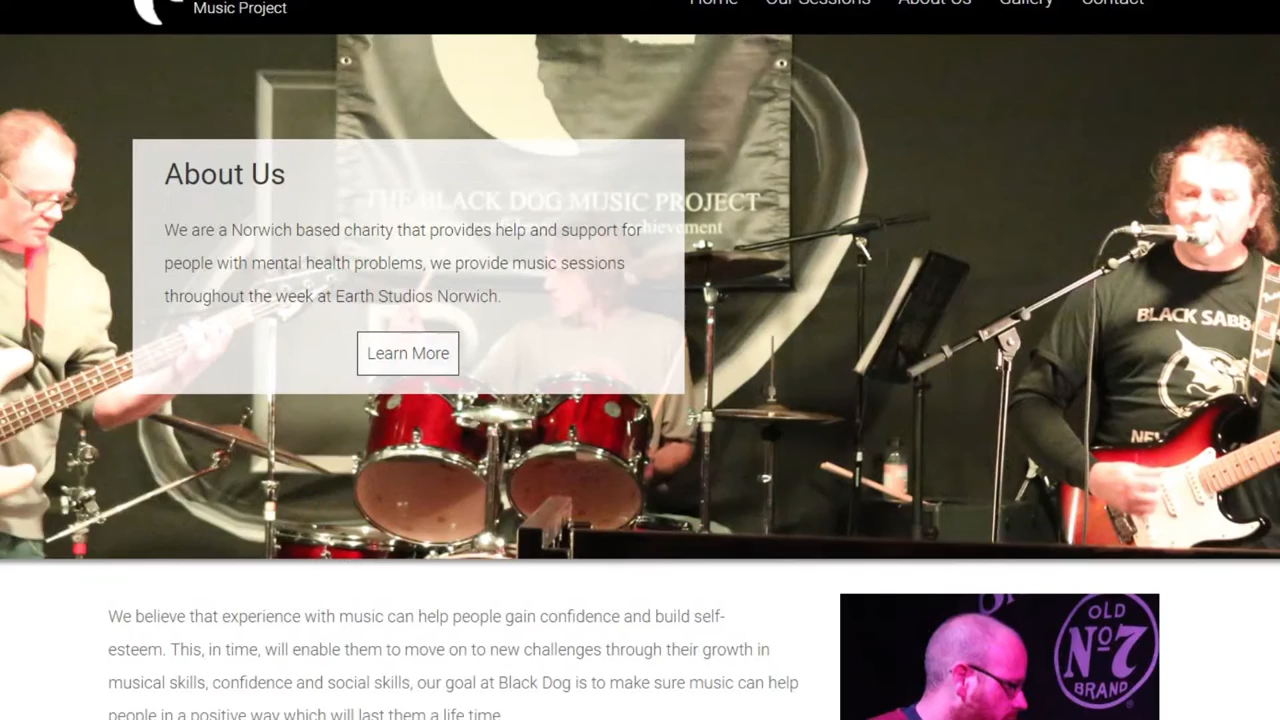 Music Project
Home Our Sessions About Us Gallery Contact
THE BLACK DOG MUSIC PROJECT
About Us
We are a Norwich based charity that provides help and support for
people with mental health problems, we provide music sessions
throughout the week at Earth Studios Norwich.
Learn More
BLACK SABB
We believe that experience with music can help people gain confidence and build self-
esteem. This, in time, will enable them to move on to new challenges through their growth in
musical skills, confidence and social skills, our goal at Black Dog is to make sure music can help
people in a positive way which will last them a life time
OLD
Nº7
BRAND